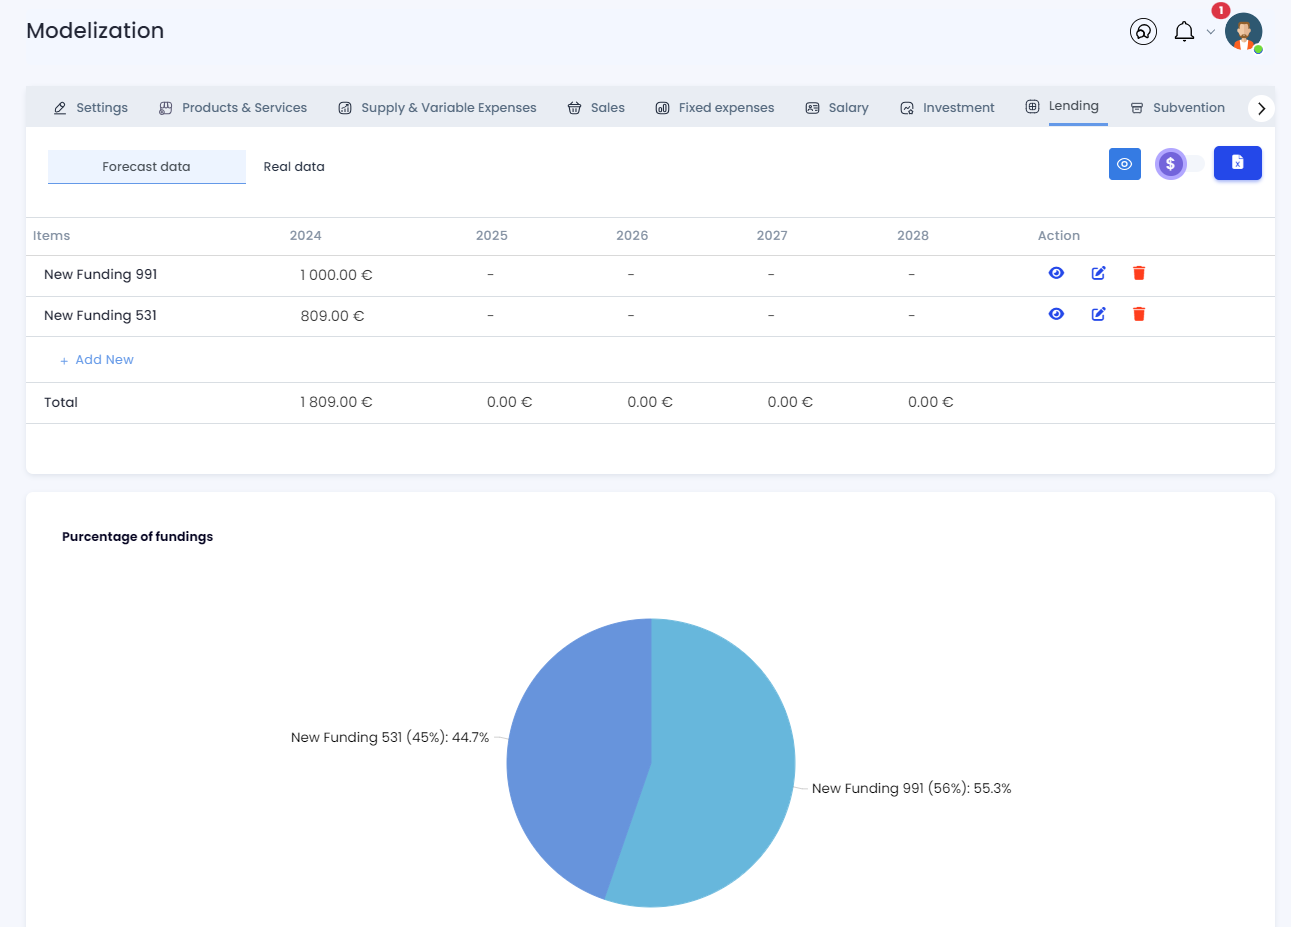 Modelization
1
Settings Products & Services Supply & Variable Expenses Sales Fixed expenses Salary Investment Lending Subvention
Forecast data Real data
$
Items 2024 2025 2026 2027 2028 Action
New Funding 991 1 000.00 € - - - -
New Funding 531 809.00 € - - - -
+ Add New
Total 1 809.00 € 0.00 € 0.00 € 0.00 € 0.00 €
Purcentage of fundings
New Funding 531 (45%): 44.7%
New Funding 991 (56%): 55.3%